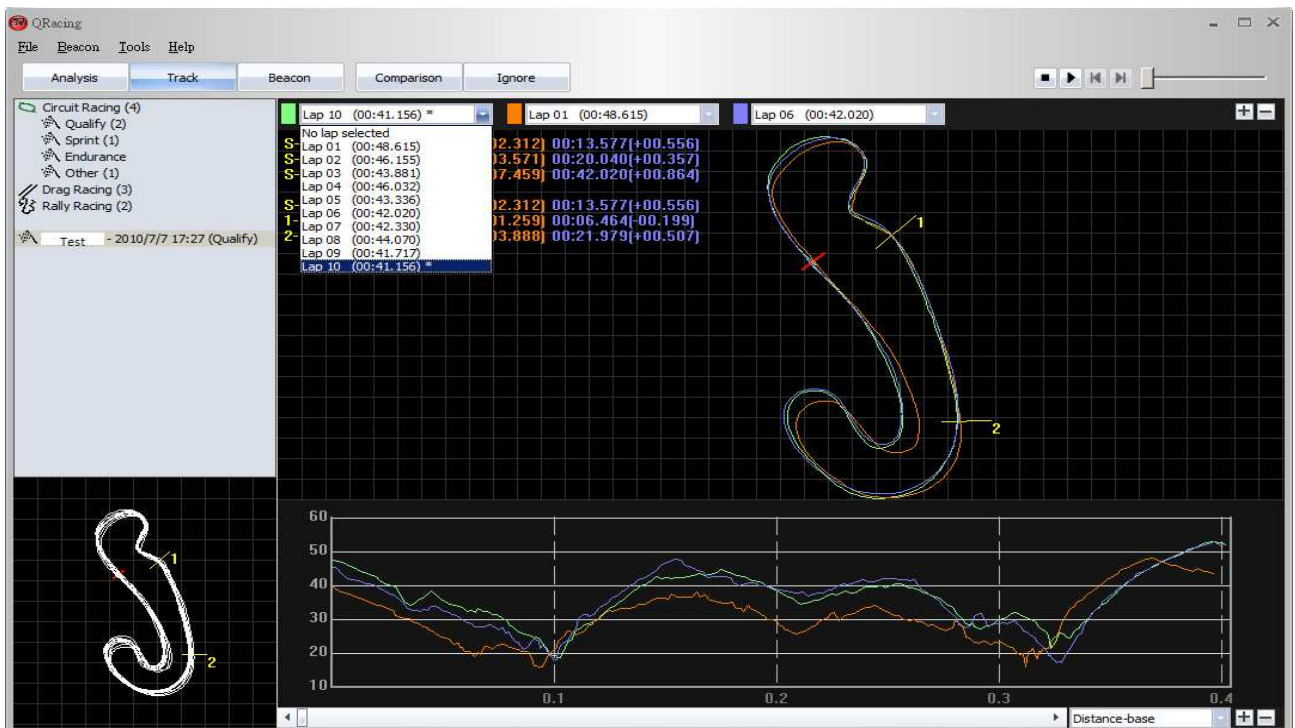 QRacing
File Beacon Tools Help
Analysis Track Beacon Comparison Ignore
Circuit Racing (4)
Qualify (2)
Sprint (1)
Endurance
Other (1)
Drag Racing (3)
Rally Racing (2)
Test - 2010/7/7 17:27 (Qualify)
Lap 10 (00:41.156) * Lap 01 (00:48.615) Lap 06 (00:42.020)
No lap selected
Lap 01 (00:48.615)
Lap 02 (00:46.155)
Lap 03 (00:43.881)
Lap 04 (00:46.032)
Lap 05 (00:43.336)
Lap 06 (00:42.020)
Lap 07 (00:42.330)
Lap 08 (00:44.070)
Lap 09 (00:41.717)
Lap 10 (00:41.156) *
S- 2.312) 00:13.577(+00.556)
S- 3.571) 00:20.040(+00.357)
S- 7.459) 00:42.020(+00.864)
S- 2.312) 00:13.577(+00.556)
1- 1.259) 00:06.464(-00.199)
2- 3.888) 00:21.979(+00.507)
1
2
1
2
60
50
40
30
20
10
0.1 0.2 0.3 0.4
Distance-base